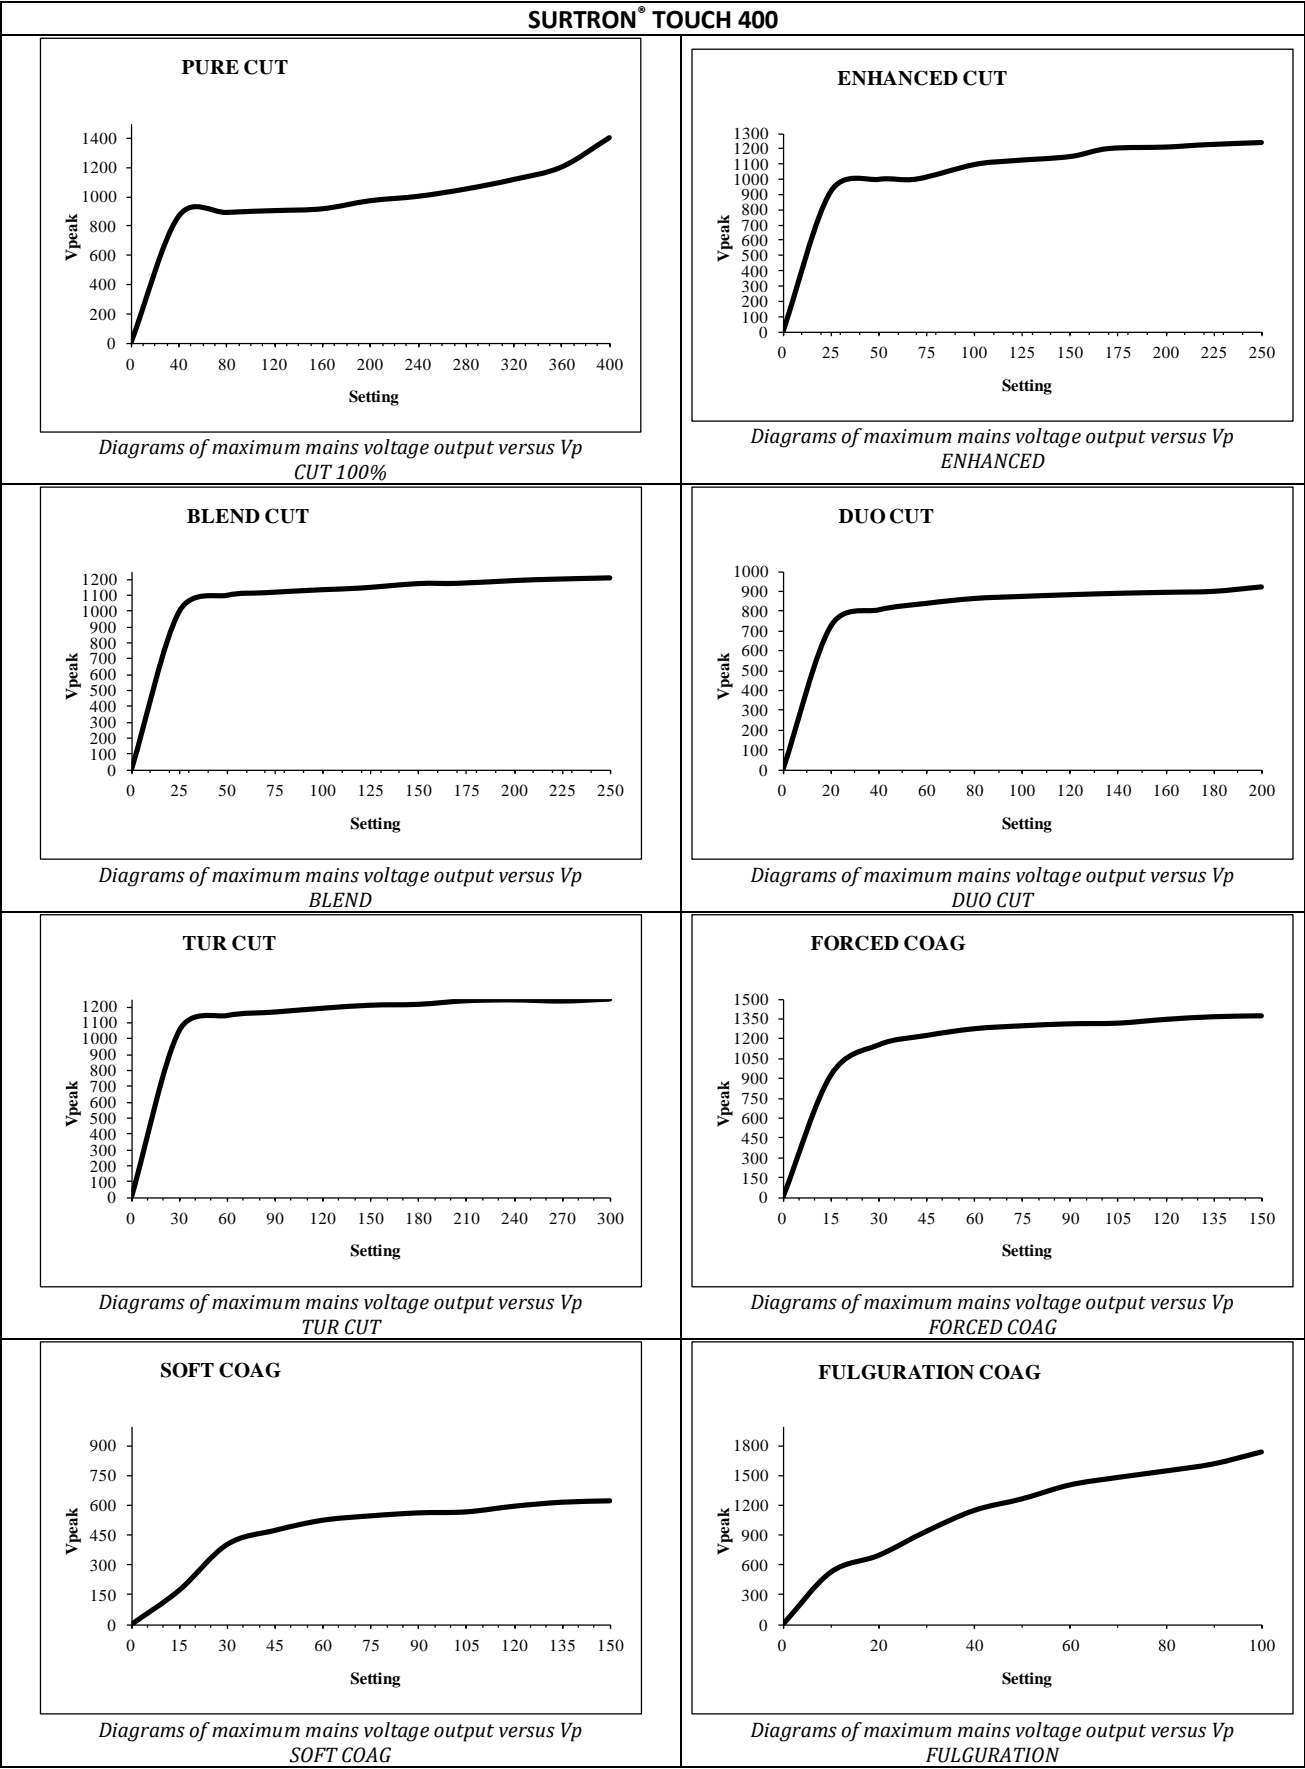 SURTRON® TOUCH 400
PURE CUT
1400
1200
1000
800
600
400
200
0
Vpeak
0 40 80 120 160 200 240 280 320 360 400
Setting
Diagrams of maximum mains voltage output versus Vp
CUT 100%
ENHANCED CUT
1300
1200
1100
1000
900
800
700
600
500
400
300
200
100
0
Vpeak
0 25 50 75 100 125 150 175 200 225 250
Setting
Diagrams of maximum mains voltage output versus Vp
ENHANCED
BLEND CUT
1200
1100
1000
900
800
700
600
500
400
300
200
100
0
Vpeak
0 25 50 75 100 125 150 175 200 225 250
Setting
Diagrams of maximum mains voltage output versus Vp
BLEND
DUO CUT
1000
900
800
700
600
500
400
300
200
100
0
Vpeak
0 20 40 60 80 100 120 140 160 180 200
Setting
Diagrams of maximum mains voltage output versus Vp
DUO CUT
TUR CUT
1200
1100
1000
900
800
700
600
500
400
300
200
100
0
Vpeak
0 30 60 90 120 150 180 210 240 270 300
Setting
Diagrams of maximum mains voltage output versus Vp
TUR CUT
FORCED COAG
1500
1350
1200
1050
900
750
600
450
300
150
0
Vpeak
0 15 30 45 60 75 90 105 120 135 150
Setting
Diagrams of maximum mains voltage output versus Vp
FORCED COAG
SOFT COAG
900
750
600
450
300
150
0
Vpeak
0 15 30 45 60 75 90 105 120 135 150
Setting
Diagrams of maximum mains voltage output versus Vp
SOFT COAG
FULGURATION COAG
1800
1500
1200
900
600
300
0
Vpeak
0 20 40 60 80 100
Setting
Diagrams of maximum mains voltage output versus Vp
FULGURATION